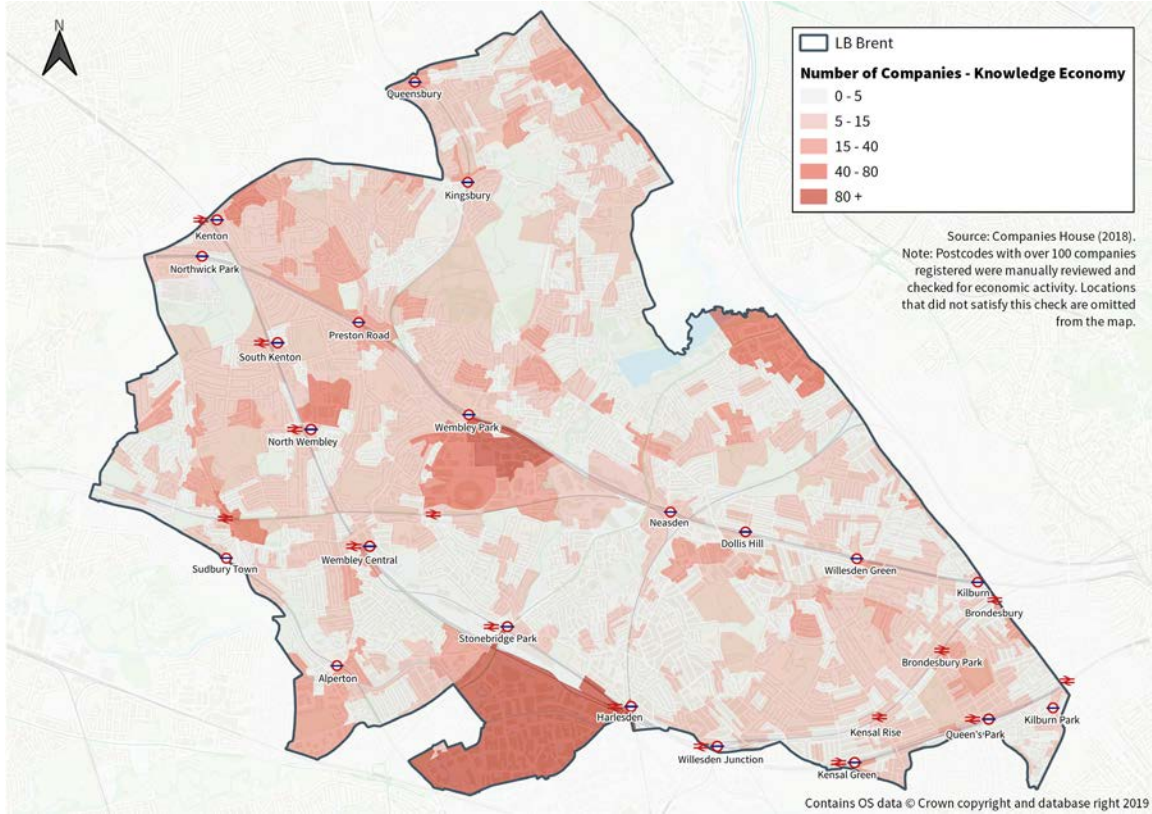 N
LB Brent
Number of Companies - Knowledge Economy
0 - 5
5 - 15
15 - 40
40 - 80
80 +
Source: Companies House (2018).
Note: Postcodes with over 100 companies
registered were manually reviewed and
checked for economic activity. Locations
that did not satisfy this check are omitted
from the map.
Queensbury
Kingsbury
Kenton
Northwick Park
Preston Road
South Kenton
Wembley Park
North Wembley
Neasden
Dollis Hill
Wembley Central
Sudbury Town
Willesden Green
Kilburn
Brondesbury
Stonebridge Park
Brondesbury Park
Alperton
Harlesden
Kilburn Park
Kensal Rise
Queen's Park
Willesden Junction
Kensal Green
Contains OS data © Crown copyright and database right 2019